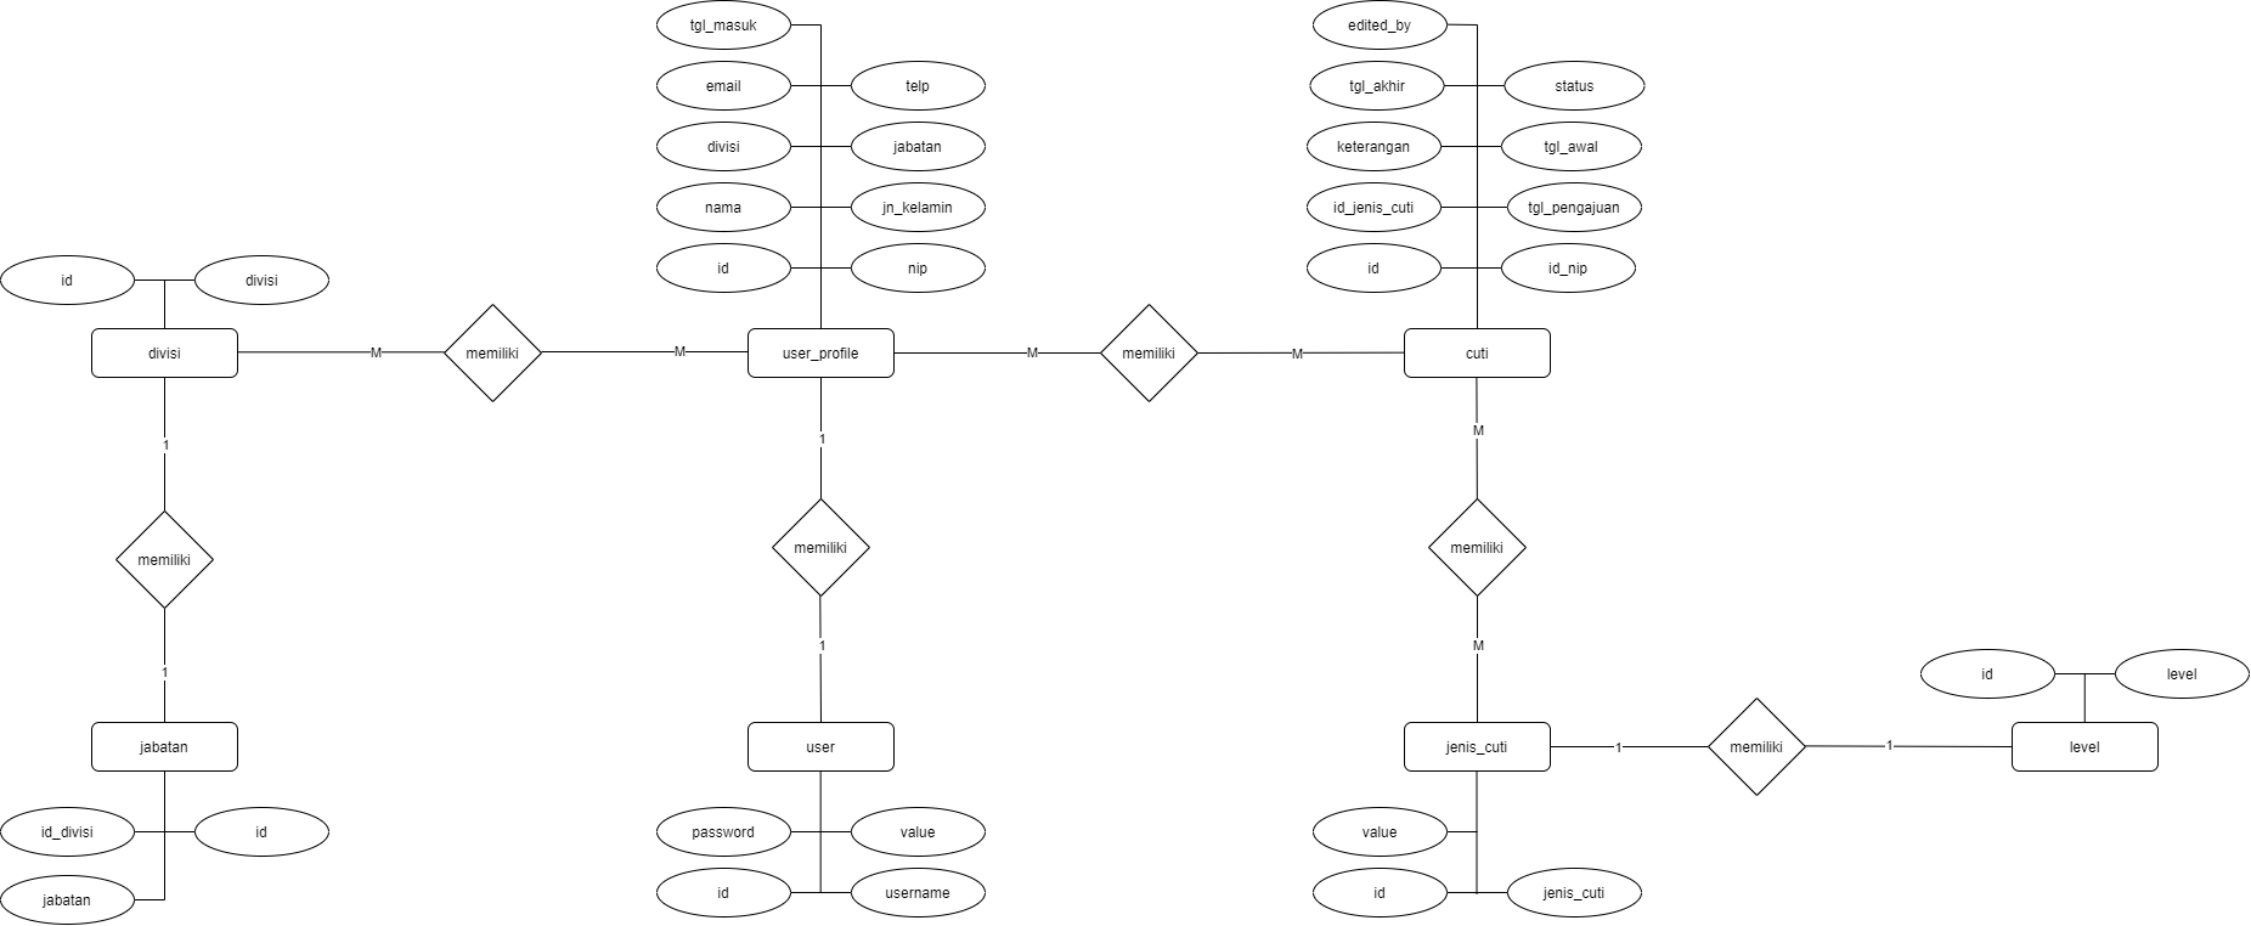 tgl_masuk
edited_by
email
telp
tgl_akhir
status
divisi
jabatan
keterangan
tgl_awal
nama
jn_kelamin
id_jenis_cuti
tgl_pengajuan
id
divisi
id
nip
id
id_nip
divisi
M
memiliki
M
user_profile
M
memiliki
M
cuti
1
1
M
memiliki
memiliki
memiliki
1
1
M
id
level
jabatan
user
jenis_cuti
1
memiliki
1
level
id_divisi
id
password
value
value
jabatan
id
username
id
jenis_cuti